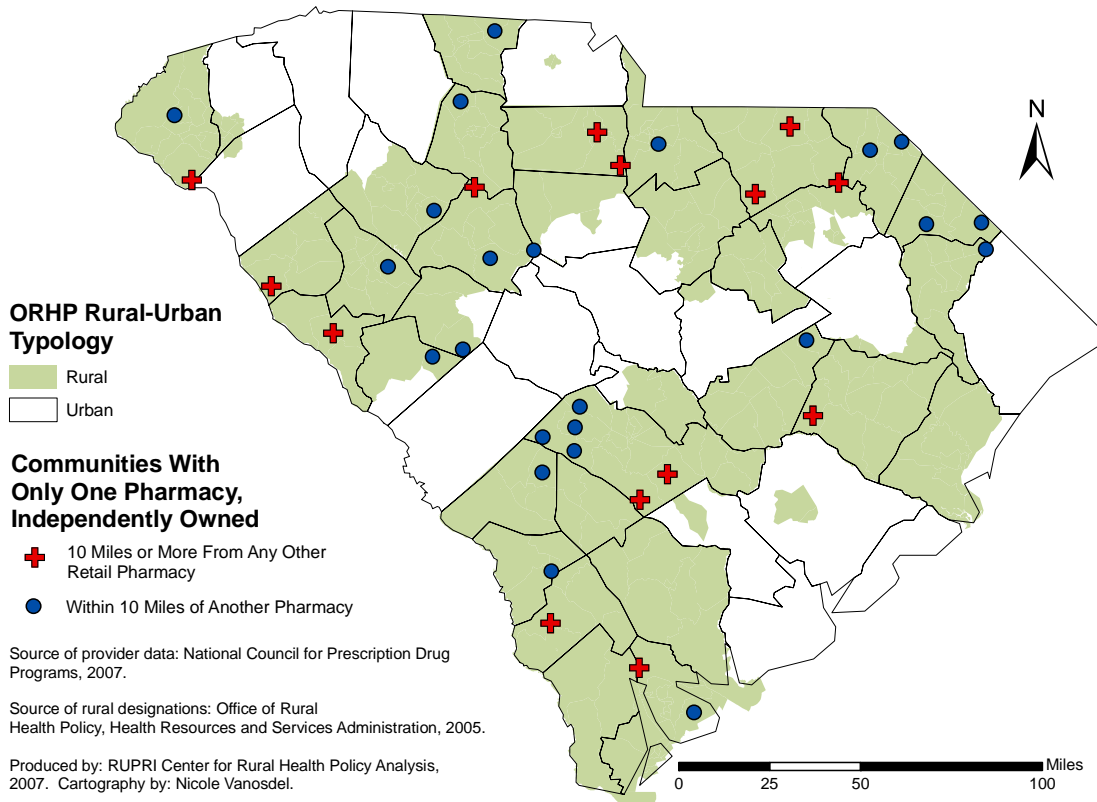 N
ORHP Rural-Urban
Typology
Rural
Urban
Communities With
Only One Pharmacy,
Independently Owned
10 Miles or More From Any Other
Retail Pharmacy
Within 10 Miles of Another Pharmacy
Source of provider data: National Council for Prescription Drug
Programs, 2007.
Source of rural designations: Office of Rural
Health Policy, Health Resources and Services Administration, 2005.
Produced by: RUPRI Center for Rural Health Policy Analysis,
2007.  Cartography by: Nicole Vanosdel.
Miles
0 25 50 100